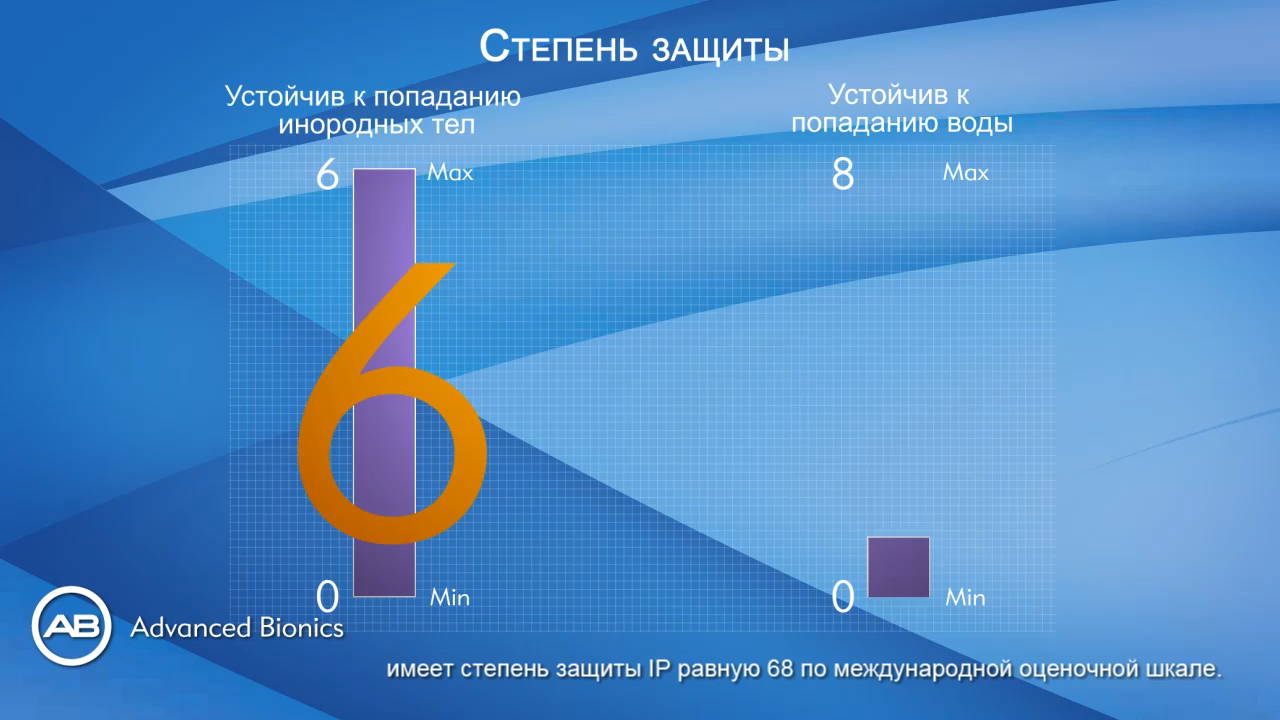 Степень защиты
Устойчив к попаданию
инородных тел
Устойчив к
попаданию воды
6
Max
8
Max
6
0
Min
0
Min
AB
Advanced Bionics
имеет степень защиты IP равную 68 по международной оценочной шкале.